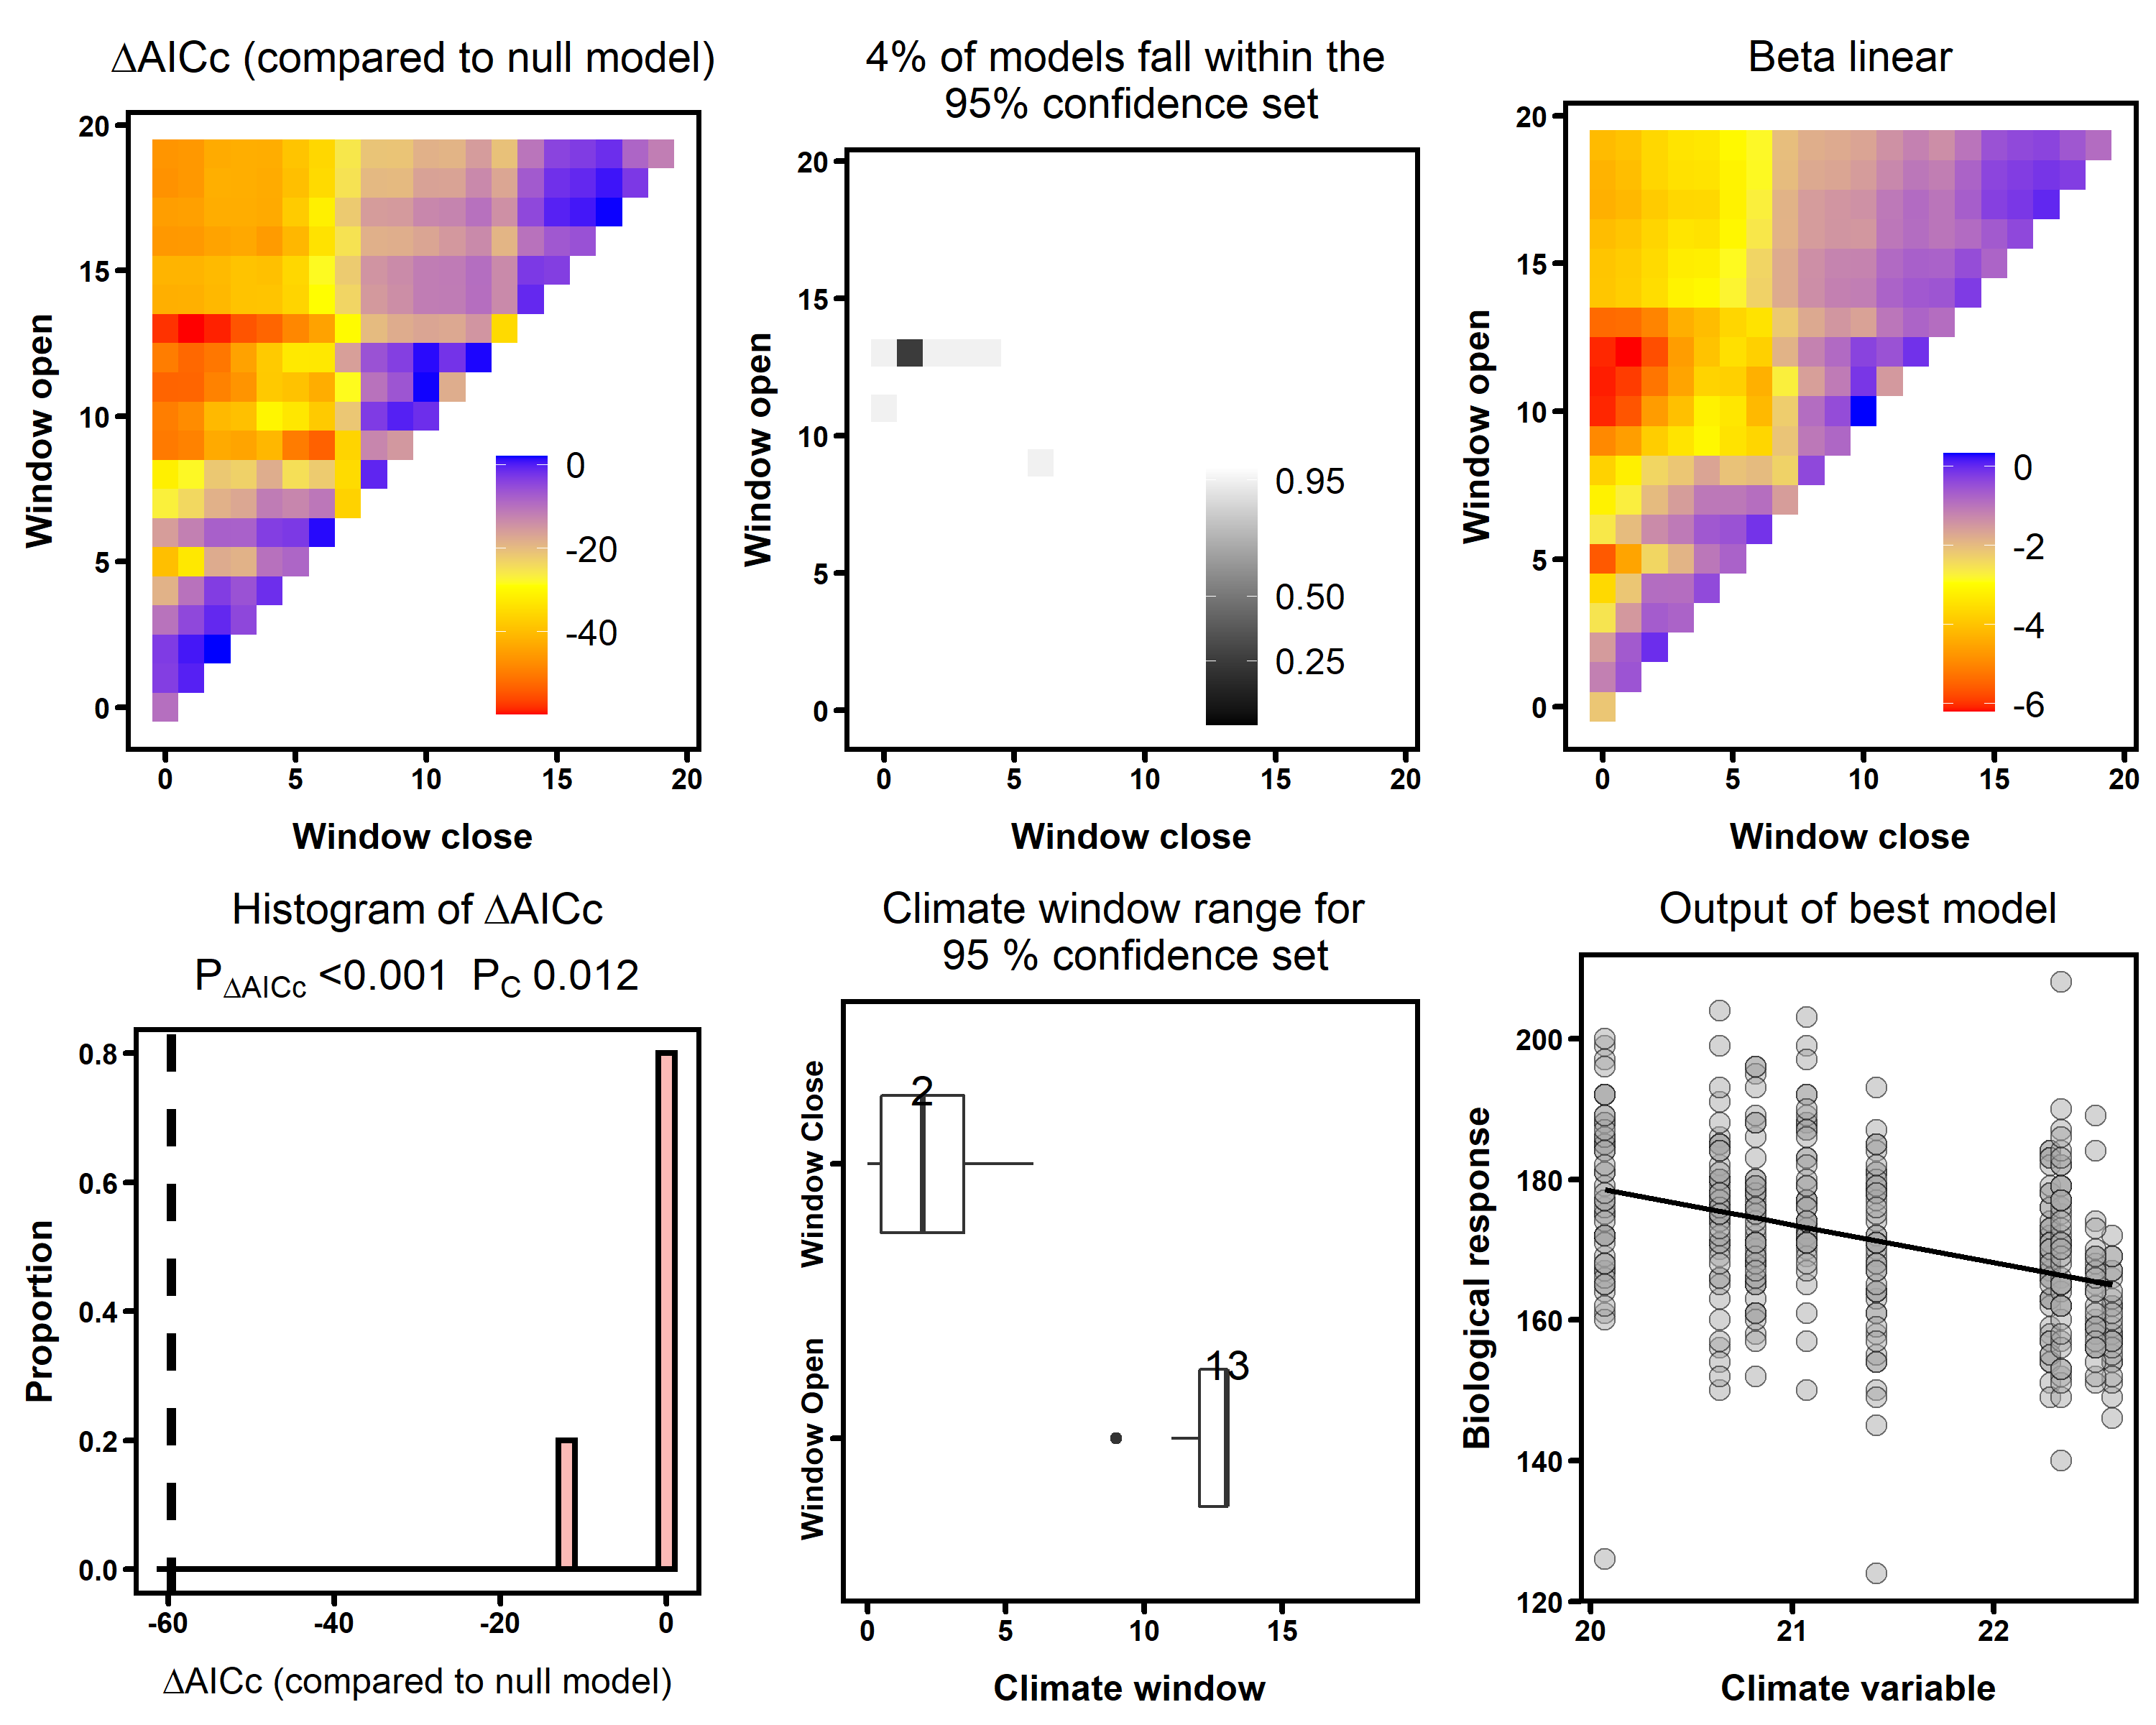 ΔAICc (compared to null model)
20
15
10
5
0
Window open
0
-20
-40
0 5 10 15 20
Window close
4% of models fall within the
95% confidence set
20
15
10
5
0
Window open
0.95
0.50
0.25
0 5 10 15 20
Window close
Beta linear
20
15
10
5
0
Window open
0
-2
-4
-6
0 5 10 15 20
Window close
Histogram of ΔAICc
PΔAICc <0.001 PC 0.012
0.8
0.6
0.4
0.2
0.0
Proportion
-60 -40 -20 0
ΔAICc (compared to null model)
Climate window range for
95 % confidence set
Window Close
2
Window Open
13
0 5 10 15
Climate window
Output of best model
200
180
160
140
120
Biological response
20 21 22
Climate variable